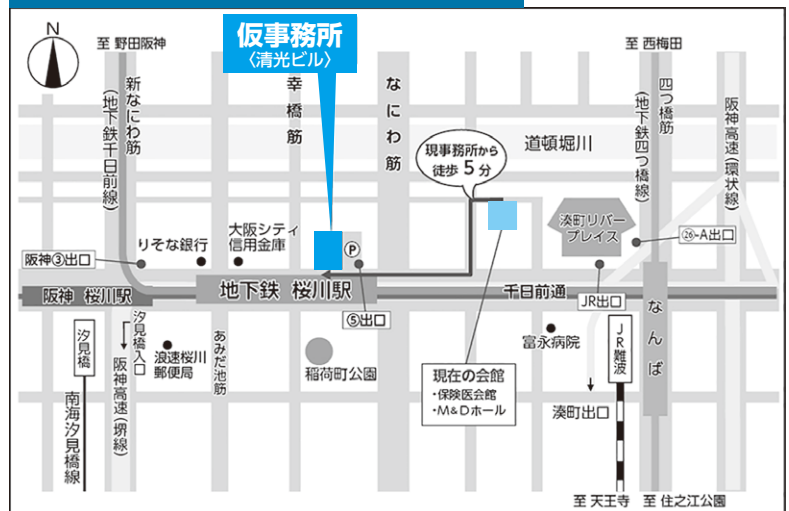 仮事務所
〈清光ビル〉
N
至 野田阪神
至 西梅田
新なにわ筋
(地下鉄千日前線)
幸橋筋
なにわ筋
四つ橋筋
(地下鉄四つ橋線)
阪神高速(環状線)
道頓堀川
現事務所から
徒歩5分
湊町リバー
プレイス
㉖-A出口
大阪シティ
信用金庫
りそな銀行
阪神③出口
P
地下鉄 桜川駅
阪神 桜川駅
千日前通
JR出口
⑤出口
なんば
汐見橋
汐見橋入口
阪神高速(堺線)
南海汐見橋線
浪速桜川
郵便局
あみだ池筋
稲荷町公園
現在の会館
・保険医会館
・M&Dホール
富永病院
JR難波
湊町出口
至 天王寺
至 住之江公園